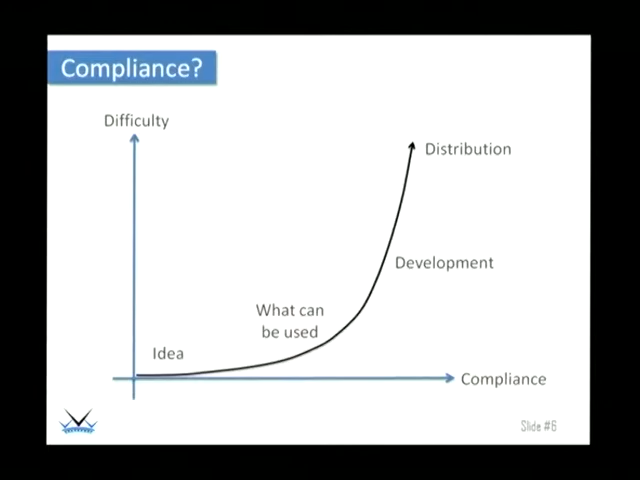 Compliance?
Difficulty
Distribution
Development
What can
be used
Idea
Compliance
Slide #6